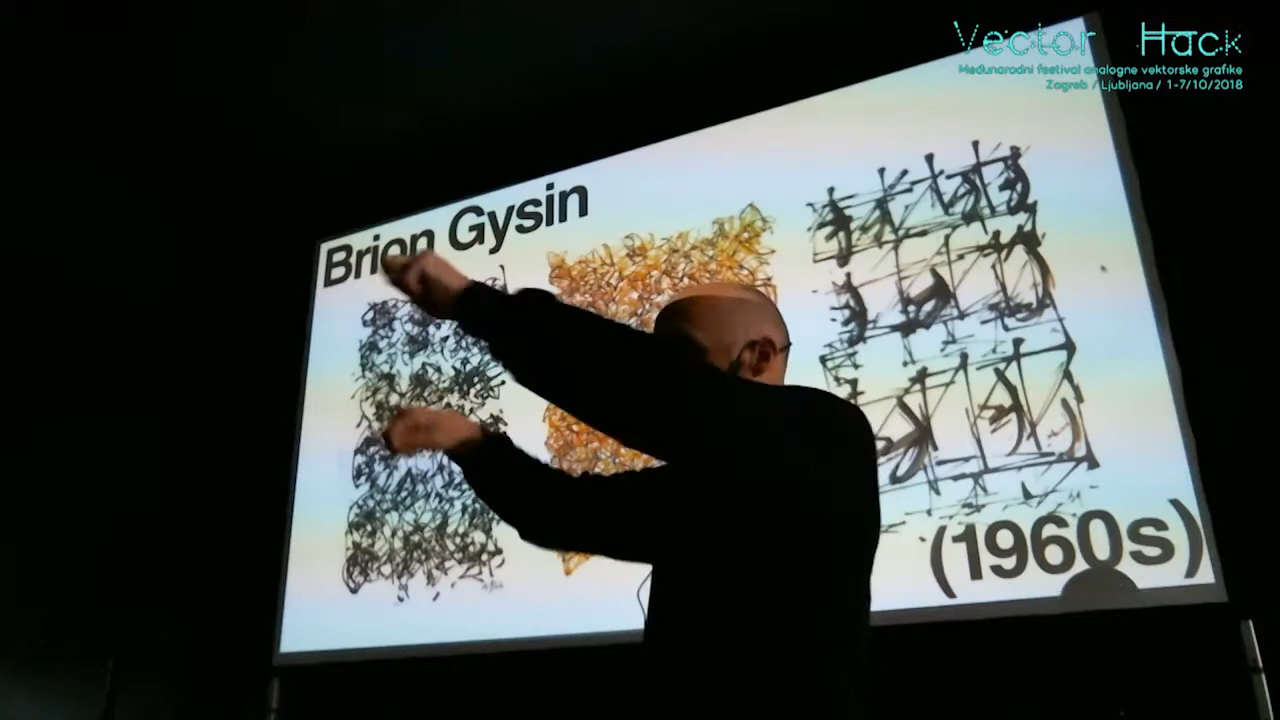 Vector Hack
Međunarodni festival analogne vektorske grafike
Zagreb / Ljubljana / 1-7/10/2018
Brion Gysin
(1960s)